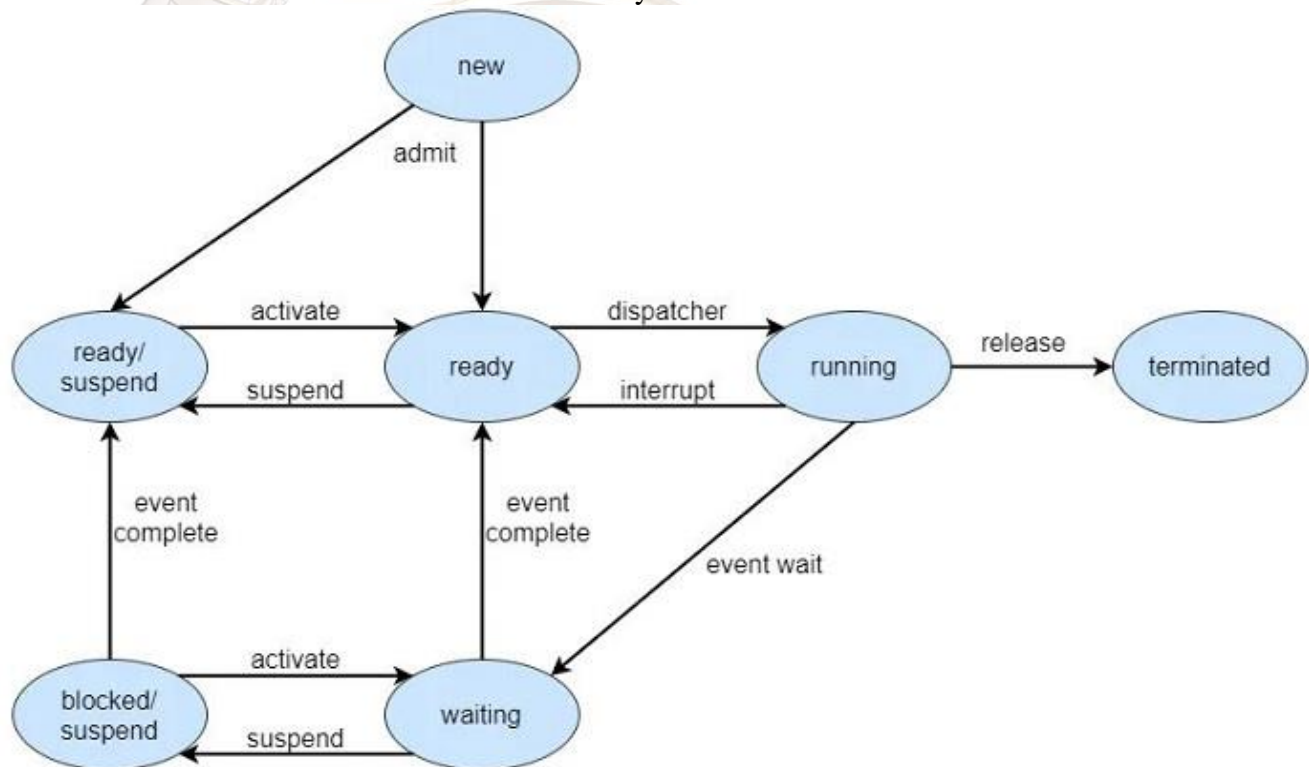 new
admit
activate
dispatcher
release
ready/
suspend
ready
running
terminated
suspend
interrupt
event
complete
event
complete
event wait
activate
blocked/
suspend
waiting
suspend